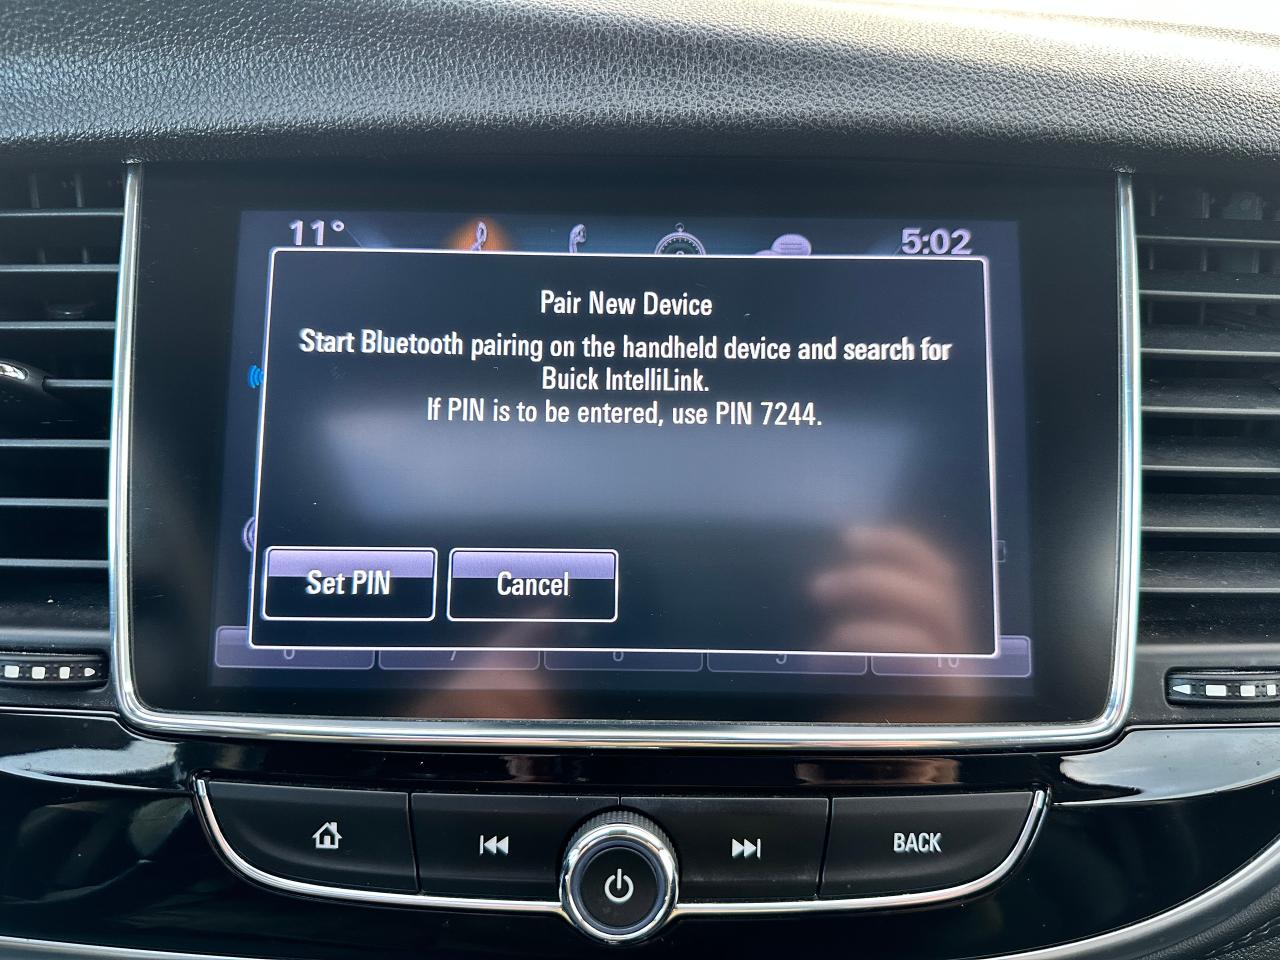 11°
5:02
Pair New Device
Start Bluetooth pairing on the handheld device and search for
Buick IntelliLink.
If PIN is to be entered, use PIN 7244.
Set PIN
Cancel
BACK